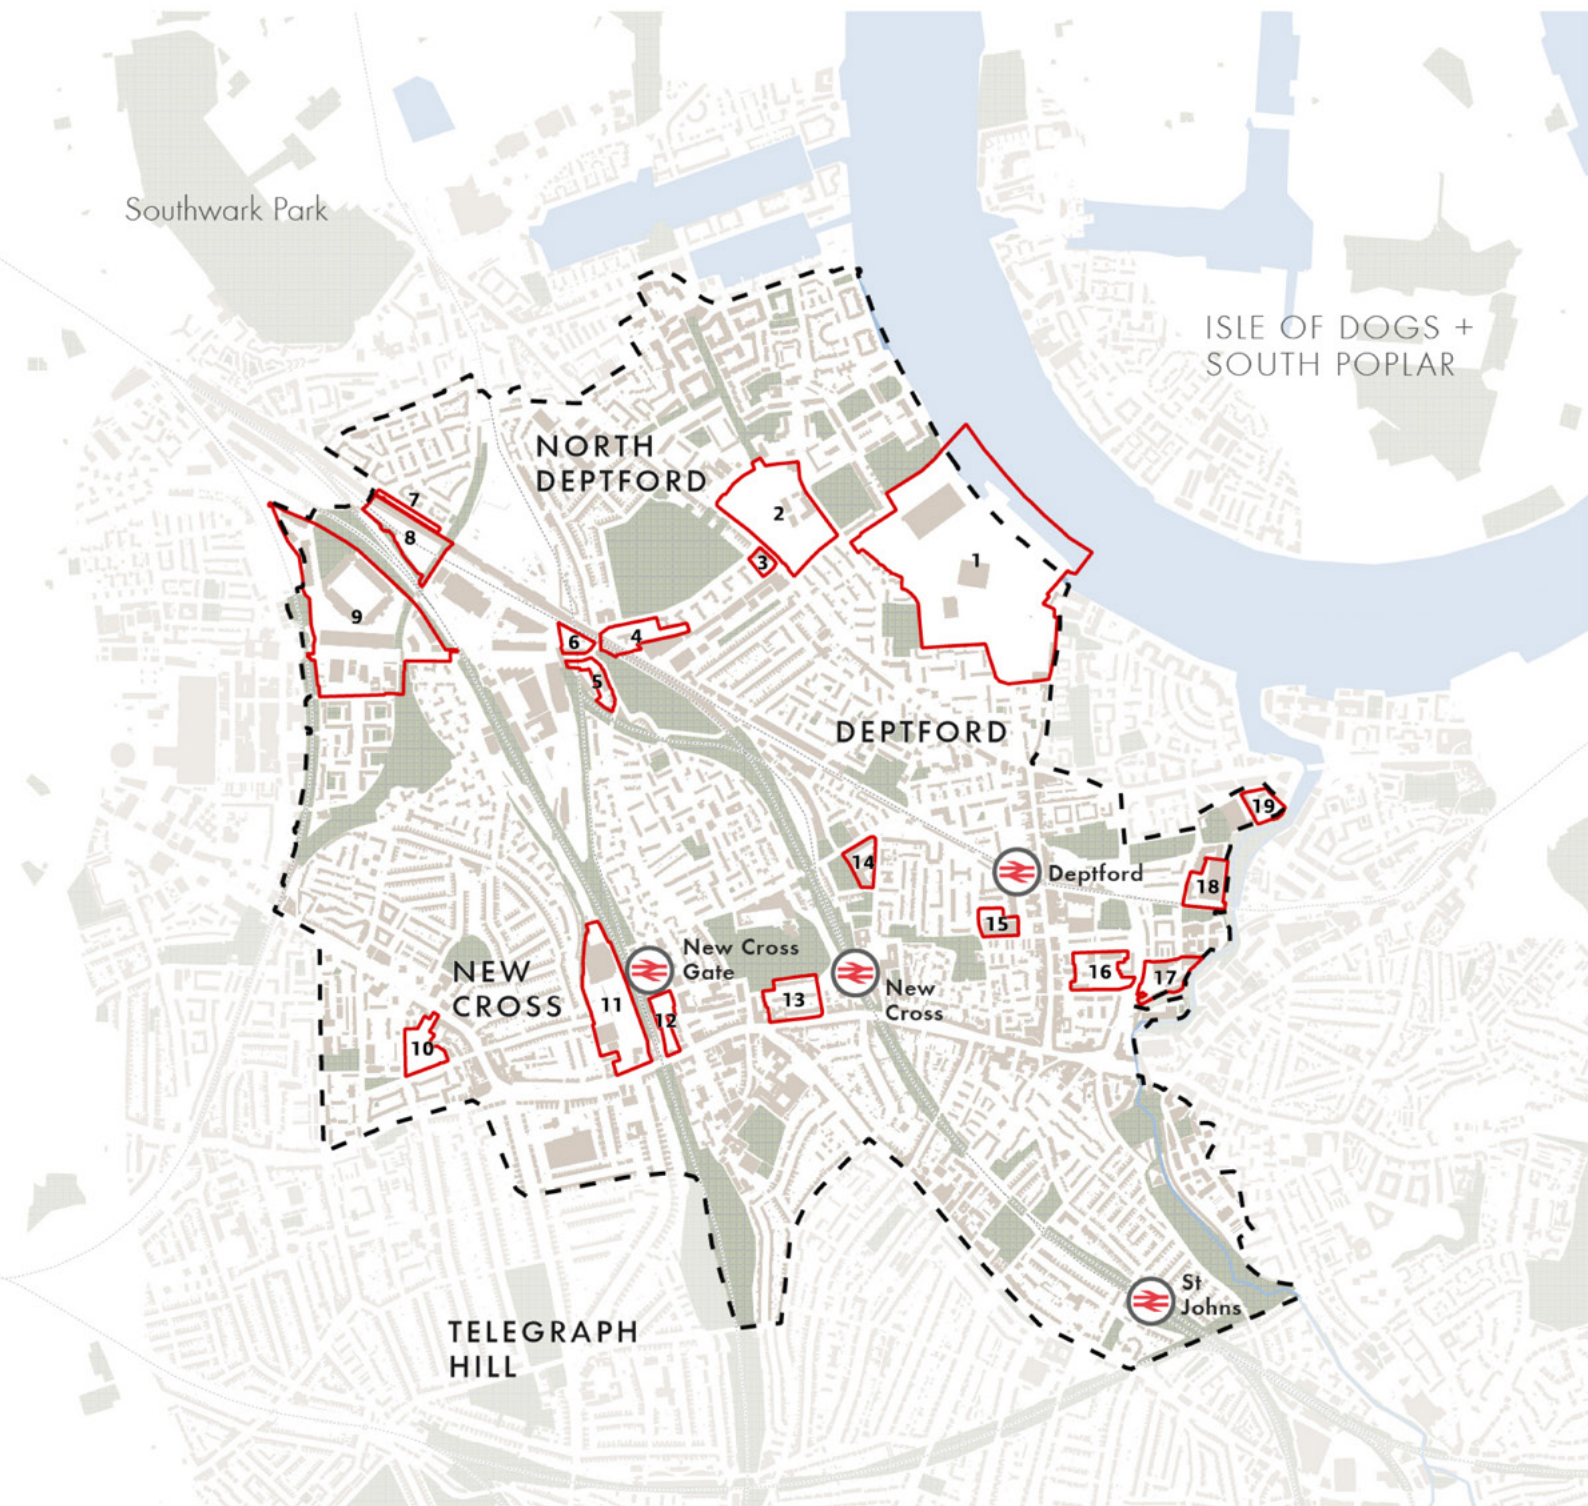 Southwark Park
ISLE OF DOGS +
SOUTH POPLAR
NORTH
DEPTFORD
7
8
2
3
1
9
6
4
5
DEPTFORD
19
14
Deptford
18
15
New Cross
Gate
NEW
CROSS
16
17
New
Cross
11
13
12
10
St
Johns
TELEGRAPH
HILL